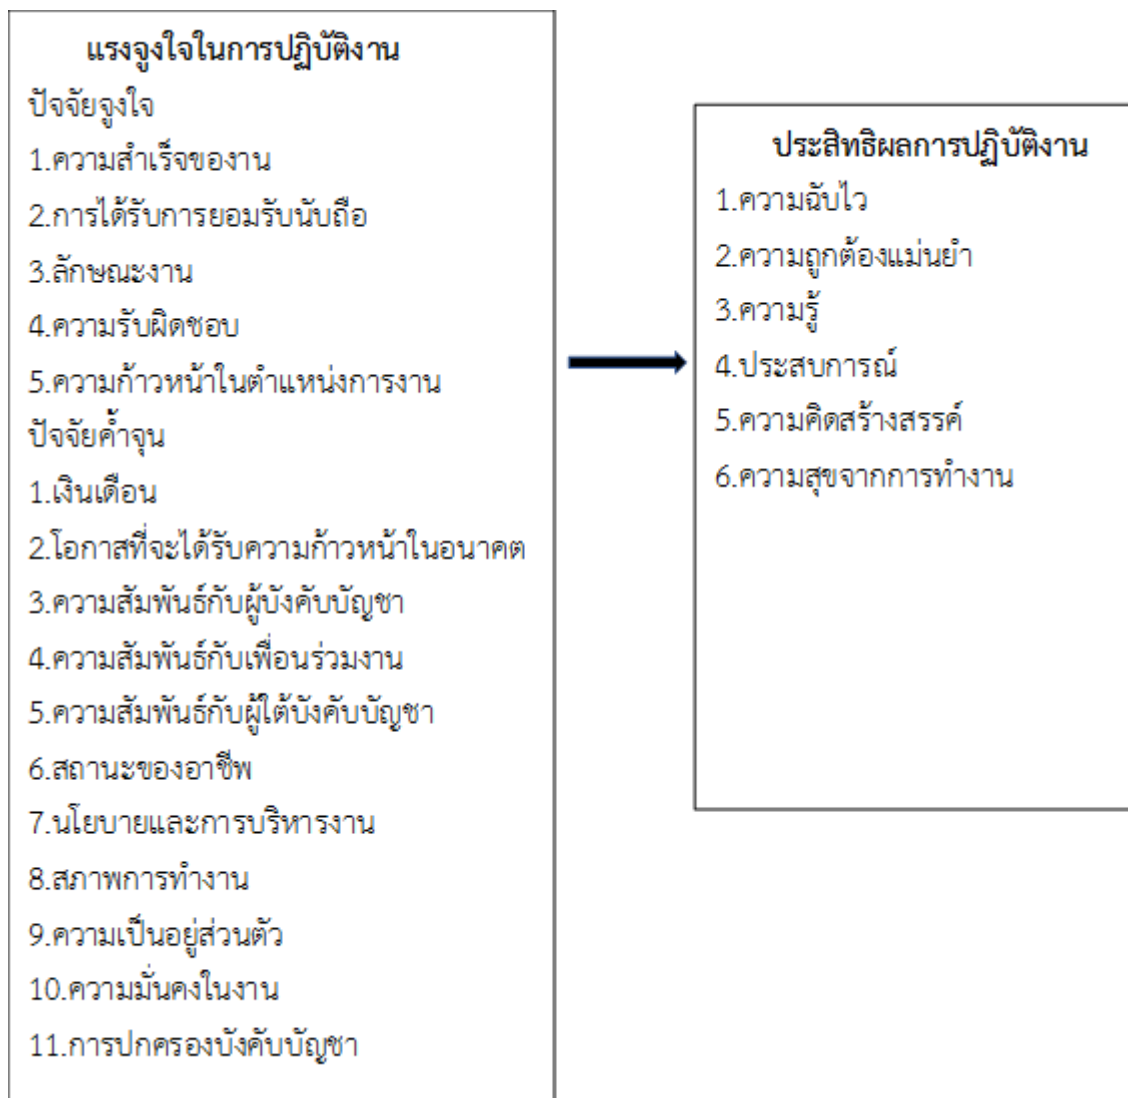 แรงจูงใจในการปฏิบัติงาน
ปัจจัยจูงใจ
1.ความสำเร็จของงาน
2.การได้รับการยอมรับนับถือ
3.ลักษณะงาน
4.ความรับผิดชอบ
5.ความก้าวหน้าในตำแหน่งการงาน
ปัจจัยค้ำจุน
1.เงินเดือน
2.โอกาสที่จะได้รับความก้าวหน้าในอนาคต
3.ความสัมพันธ์กับผู้บังคับบัญชา
4.ความสัมพันธ์กับเพื่อนร่วมงาน
5.ความสัมพันธ์กับผู้ใต้บังคับบัญชา
6.สถานะของอาชีพ
7.นโยบายและการบริหารงาน
8.สภาพการทำงาน
9.ความเป็นอยู่ส่วนตัว
10.ความมั่นคงในงาน
11.การปกครองบังคับบัญชา
ประสิทธิผลการปฏิบัติงาน
1.ความฉับไว
2.ความถูกต้องแม่นยำ
3.ความรู้
4.ประสบการณ์
5.ความคิดสร้างสรรค์
6.ความสุขจากการทำงาน